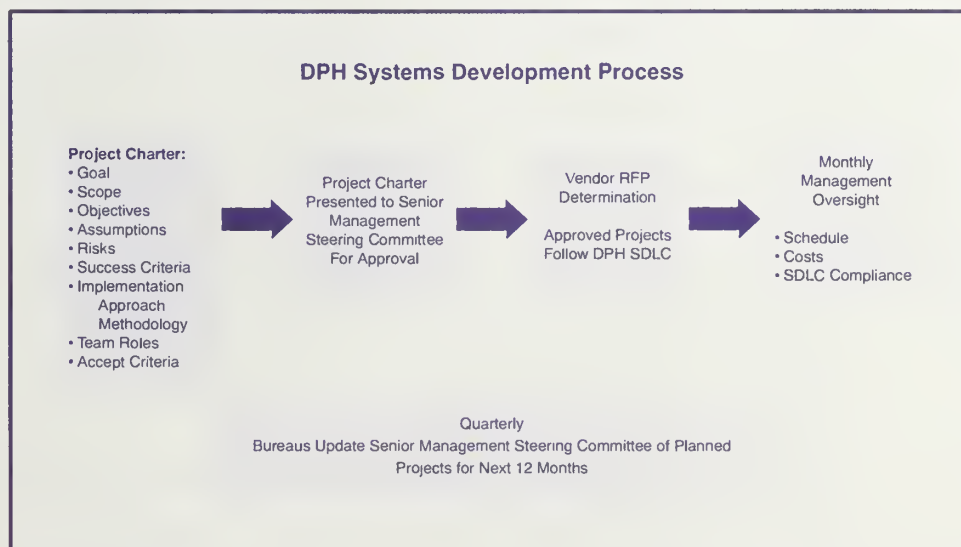 DPH Systems Development Process
Project Charter:
• Goal
• Scope
• Objectives
• Assumptions
• Risks
• Success Criteria
• Implementation
Approach
Methodology
• Team Roles
• Accept Criteria
Project Charter
Presented to Senior
Management
Steering Committee
For Approval
Vendor RFP
Determination
Approved Projects
Follow DPH SDLC
Monthly
Management
Oversight
• Schedule
• Costs
• SDLC Compliance
Quarterly
Bureaus Update Senior Management Steering Committee of Planned
Projects for Next 12 Months